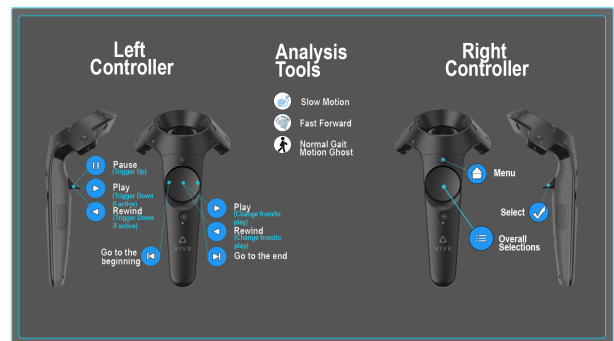 Left
Controller
Analysis
Tools
Right
Controller
Slow Motion
Fast Forward
Normal Gait
Motion Ghost
Pause
(Trigger Up)
Play
(Trigger Down
if active)
Rewind
(Trigger Down
if active)
Go to the
beginning
Play
(Change from/to
play)
Rewind
(Change from/to
play)
Go to the end
VIVE
Menu
Select
Overall
Selections
VIVE